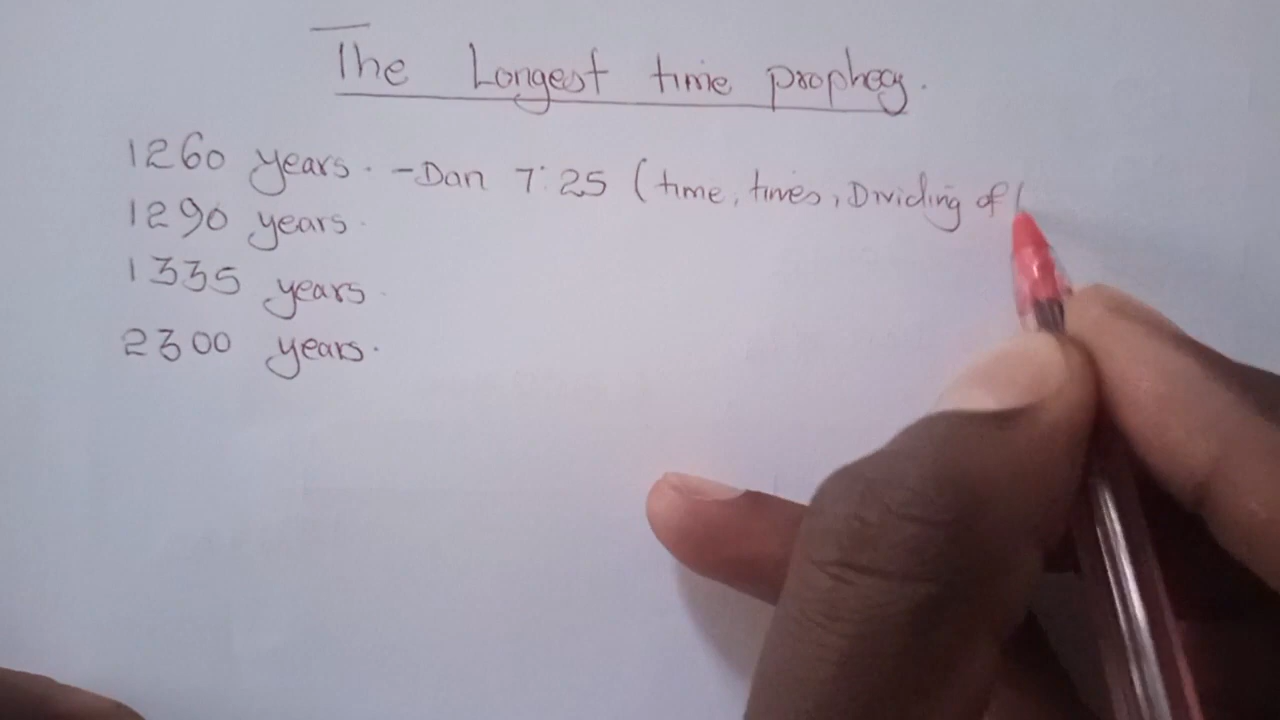 The Longest time prophecy.
1260 years. - Dan 7:25 (time, times, Dividing of
1290 years.
1335 years.
2300 years.